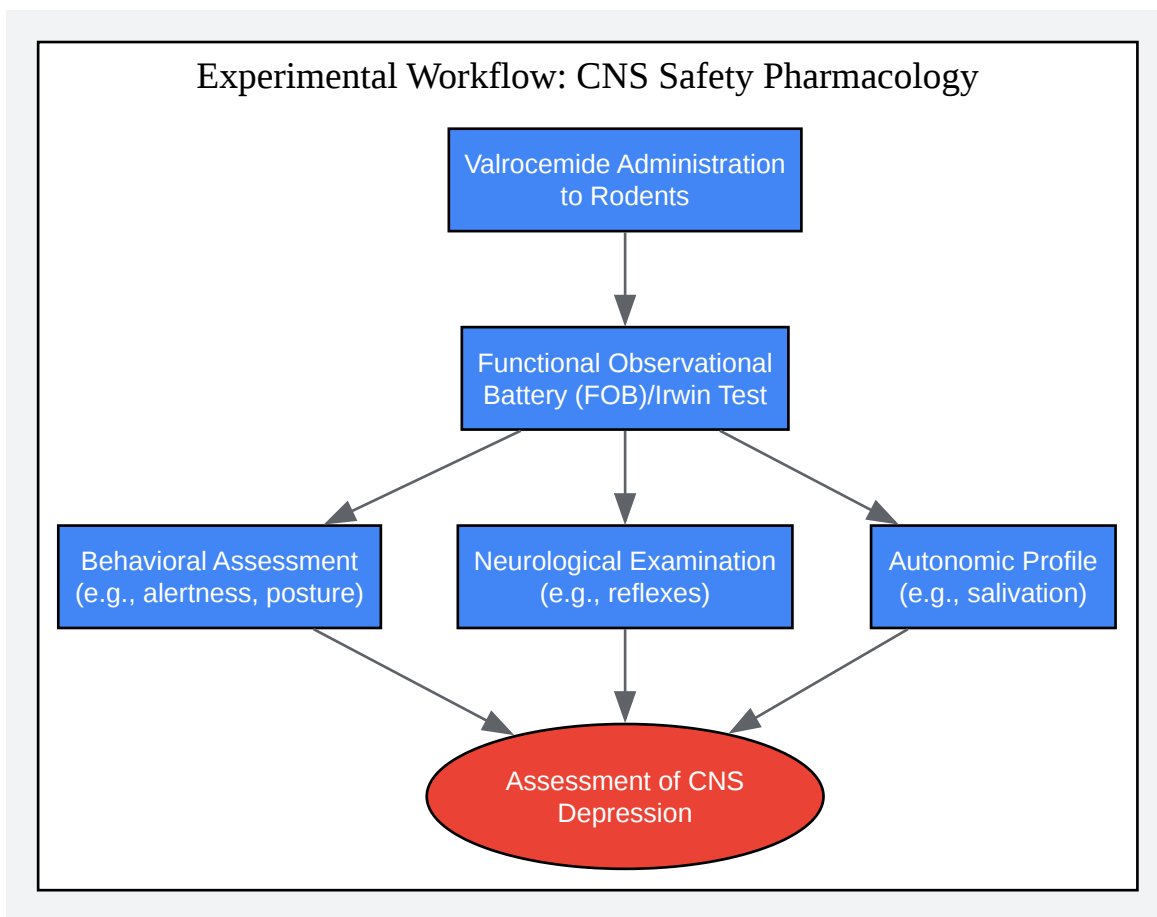 Experimental Workflow: CNS Safety Pharmacology
Valrocemide Administration
to Rodents
Functional Observational
Battery (FOB)/Irwin Test
Behavioral Assessment
(e.g., alertness, posture)
Neurological Examination
(e.g., reflexes)
Autonomic Profile
(e.g., salivation)
Assessment of CNS
Depression